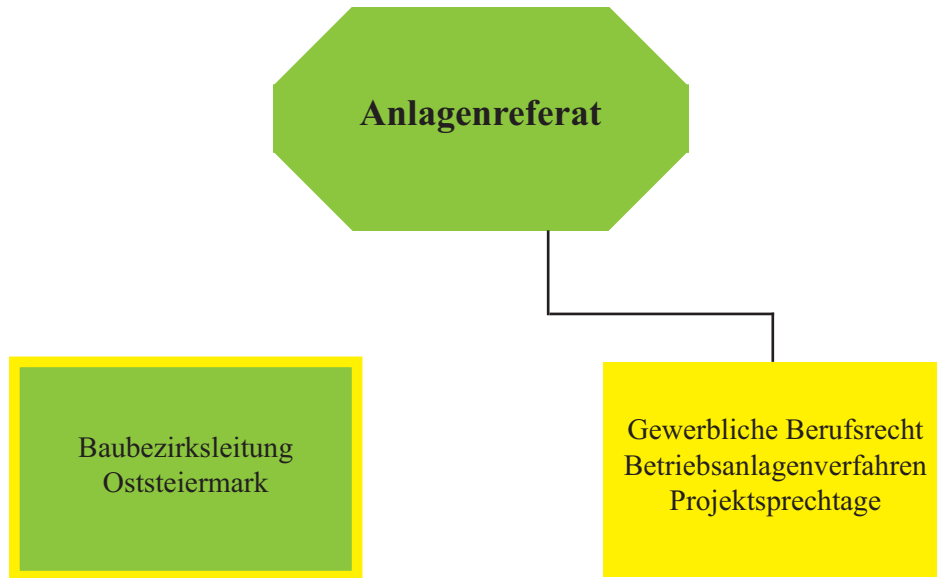 Anlagenreferat
Baubezirksleitung
Oststeiermark
Gewerbliche Berufsrecht
Betriebsanlagenverfahren
Projektsprechtage